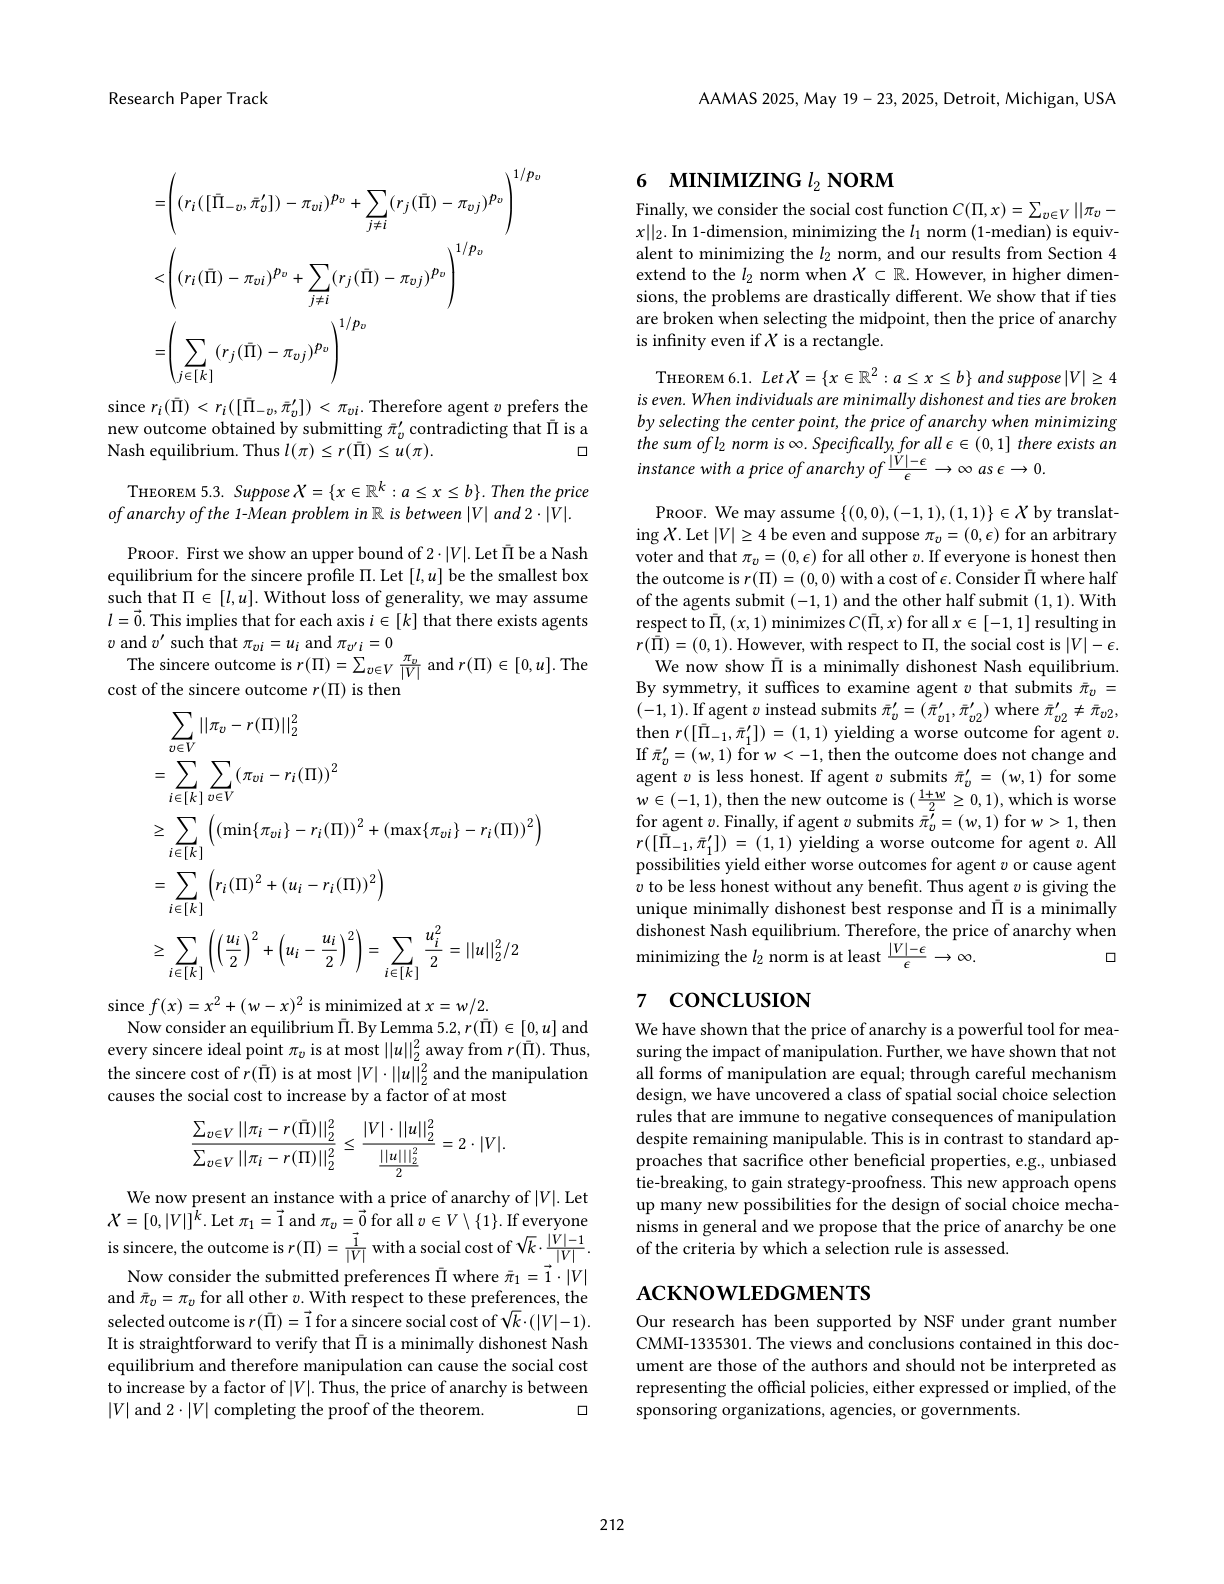 Research Paper Track
AAMAS 2025, May 19 – 23, 2025, Detroit, Michigan, USA
=((r_i([Π̄_{−v}, π̄′_v]) − π_{vi})^{p_v} + ∑_{j≠i}(r_j(Π̄) − π_{vj})^{p_v})^{1/p_v}
<((r_i(Π̄) − π_{vi})^{p_v} + ∑_{j≠i}(r_j(Π̄) − π_{vj})^{p_v})^{1/p_v}
=(∑_{j∈[k]}(r_j(Π̄) − π_{vj})^{p_v})^{1/p_v}
since r_i(Π̄) < r_i([Π̄_{−v}, π̄′_v]) < π_{vi}. Therefore agent v prefers the
new outcome obtained by submitting π̄′_v contradicting that Π̄ is a
Nash equilibrium. Thus l(π) ≤ r(Π̄) ≤ u(π). □
Theorem 5.3. Suppose X = {x ∈ ℝ^k : a ≤ x ≤ b}. Then the price
of anarchy of the 1-Mean problem in ℝ is between |V| and 2 · |V|.
Proof. First we show an upper bound of 2 · |V|. Let Π̄ be a Nash
equilibrium for the sincere profile Π. Let [l, u] be the smallest box
such that Π ∈ [l, u]. Without loss of generality, we may assume
l = 0⃗. This implies that for each axis i ∈ [k] that there exists agents
v and v′ such that π_{vi} = u_i and π_{v′i} = 0
The sincere outcome is r(Π) = ∑_{v∈V} π_v/|V| and r(Π) ∈ [0, u]. The
cost of the sincere outcome r(Π) is then
∑_{v∈V} ||π_v − r(Π)||²₂
= ∑_{i∈[k]} ∑_{v∈V} (π_{vi} − r_i(Π))²
≥ ∑_{i∈[k]} ((min{π_{vi}} − r_i(Π))² + (max{π_{vi}} − r_i(Π))²)
= ∑_{i∈[k]} (r_i(Π)² + (u_i − r_i(Π))²)
≥ ∑_{i∈[k]} ((u_i/2)² + (u_i − u_i/2)²) = ∑_{i∈[k]} u_i²/2 = ||u||²₂/2
since f(x) = x² + (w − x)² is minimized at x = w/2.
Now consider an equilibrium Π̄. By Lemma 5.2, r(Π̄) ∈ [0, u] and
every sincere ideal point π_v is at most ||u||²₂ away from r(Π̄). Thus,
the sincere cost of r(Π̄) is at most |V| · ||u||²₂ and the manipulation
causes the social cost to increase by a factor of at most
∑_{v∈V} ||π_i − r(Π̄)||²₂ / ∑_{v∈V} ||π_i − r(Π)||²₂ ≤ |V| · ||u||²₂ / (||u|||²₂/2) = 2 · |V|.
We now present an instance with a price of anarchy of |V|. Let
X = [0, |V|]^k. Let π_1 = 1⃗ and π_v = 0⃗ for all v ∈ V \ {1}. If everyone
is sincere, the outcome is r(Π) = 1⃗/|V| with a social cost of √k · (|V|−1)/|V|.
Now consider the submitted preferences Π̄ where π̄_1 = 1⃗ · |V|
and π̄_v = π_v for all other v. With respect to these preferences, the
selected outcome is r(Π̄) = 1⃗ for a sincere social cost of √k·(|V|−1).
It is straightforward to verify that Π̄ is a minimally dishonest Nash
equilibrium and therefore manipulation can cause the social cost
to increase by a factor of |V|. Thus, the price of anarchy is between
|V| and 2 · |V| completing the proof of the theorem. □
6 MINIMIZING l₂ NORM
Finally, we consider the social cost function C(Π, x) = ∑_{v∈V} ||π_v −
x||₂. In 1-dimension, minimizing the l₁ norm (1-median) is equiv-
alent to minimizing the l₂ norm, and our results from Section 4
extend to the l₂ norm when X ⊂ ℝ. However, in higher dimen-
sions, the problems are drastically different. We show that if ties
are broken when selecting the midpoint, then the price of anarchy
is infinity even if X is a rectangle.
Theorem 6.1. Let X = {x ∈ ℝ² : a ≤ x ≤ b} and suppose |V| ≥ 4
is even. When individuals are minimally dishonest and ties are broken
by selecting the center point, the price of anarchy when minimizing
the sum of l₂ norm is ∞. Specifically, for all ϵ ∈ (0, 1] there exists an
instance with a price of anarchy of (|V|−ϵ)/ϵ → ∞ as ϵ → 0.
Proof. We may assume {(0, 0), (−1, 1), (1, 1)} ∈ X by translat-
ing X. Let |V| ≥ 4 be even and suppose π_v = (0, ϵ) for an arbitrary
voter and that π_v = (0, ϵ) for all other v. If everyone is honest then
the outcome is r(Π) = (0, 0) with a cost of ϵ. Consider Π̄ where half
of the agents submit (−1, 1) and the other half submit (1, 1). With
respect to Π̄, (x, 1) minimizes C(Π̄, x) for all x ∈ [−1, 1] resulting in
r(Π̄) = (0, 1). However, with respect to Π, the social cost is |V| − ϵ.
We now show Π̄ is a minimally dishonest Nash equilibrium.
By symmetry, it suffices to examine agent v that submits π̄_v =
(−1, 1). If agent v instead submits π̄′_v = (π̄′_{v1}, π̄′_{v2}) where π̄′_{v2} ≠ π̄_{v2},
then r([Π̄_{−1}, π̄′_1]) = (1, 1) yielding a worse outcome for agent v.
If π̄′_v = (w, 1) for w < −1, then the outcome does not change and
agent v is less honest. If agent v submits π̄′_v = (w, 1) for some
w ∈ (−1, 1), then the new outcome is ((1+w)/2 ≥ 0, 1), which is worse
for agent v. Finally, if agent v submits π̄′_v = (w, 1) for w > 1, then
r([Π̄_{−1}, π̄′_1]) = (1, 1) yielding a worse outcome for agent v. All
possibilities yield either worse outcomes for agent v or cause agent
v to be less honest without any benefit. Thus agent v is giving the
unique minimally dishonest best response and Π̄ is a minimally
dishonest Nash equilibrium. Therefore, the price of anarchy when
minimizing the l₂ norm is at least (|V|−ϵ)/ϵ → ∞. □
7 CONCLUSION
We have shown that the price of anarchy is a powerful tool for mea-
suring the impact of manipulation. Further, we have shown that not
all forms of manipulation are equal; through careful mechanism
design, we have uncovered a class of spatial social choice selection
rules that are immune to negative consequences of manipulation
despite remaining manipulable. This is in contrast to standard ap-
proaches that sacrifice other beneficial properties, e.g., unbiased
tie-breaking, to gain strategy-proofness. This new approach opens
up many new possibilities for the design of social choice mecha-
nisms in general and we propose that the price of anarchy be one
of the criteria by which a selection rule is assessed.
ACKNOWLEDGMENTS
Our research has been supported by NSF under grant number
CMMI-1335301. The views and conclusions contained in this doc-
ument are those of the authors and should not be interpreted as
representing the official policies, either expressed or implied, of the
sponsoring organizations, agencies, or governments.
212